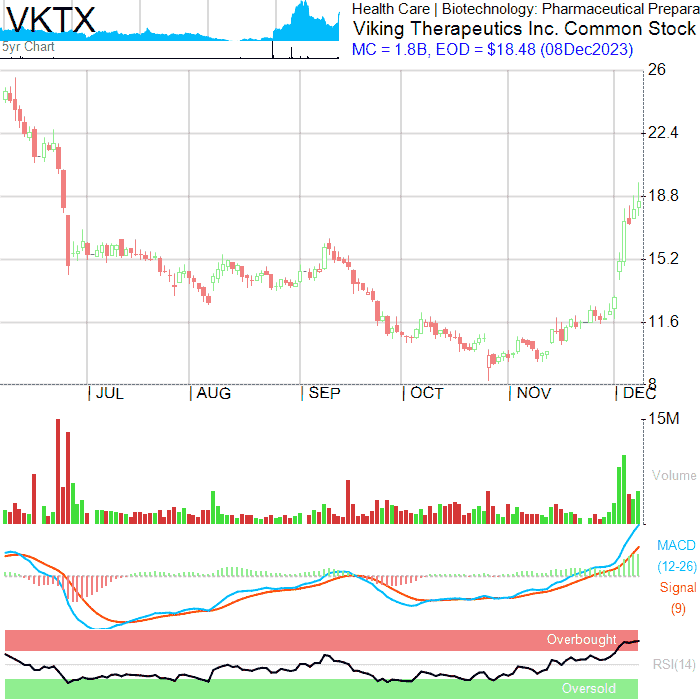 VKTX
5yr Chart
Health Care | Biotechnology: Pharmaceutical Prepara
Viking Therapeutics Inc. Common Stock
MC = 1.8B, EOD = $18.48 (08Dec2023)
26
22.4
18.8
15.2
11.6
8
JUL AUG SEP OCT NOV DEC
15M
Volume
MACD
(12-26)
Signal
(9)
Overbought
RSI(14)
Oversold